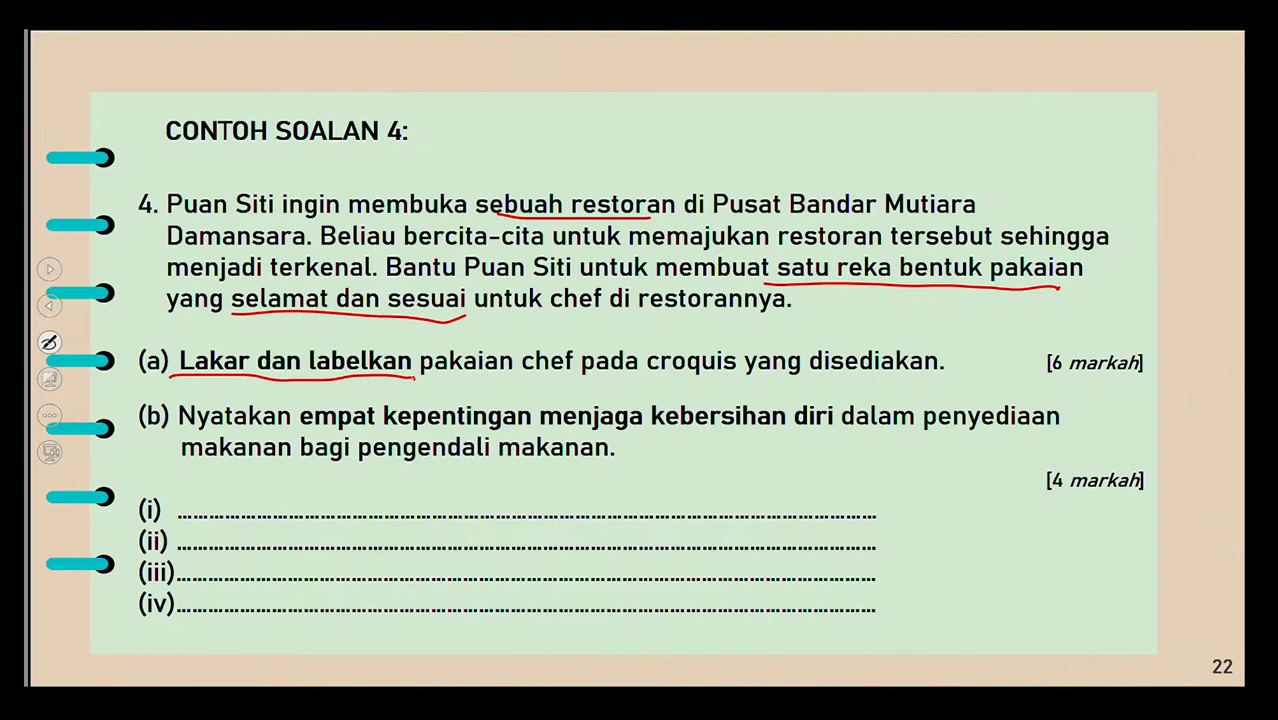 CONTOH SOALAN 4:
4. Puan Siti ingin membuka sebuah restoran di Pusat Bandar Mutiara
Damansara. Beliau bercita-cita untuk memajukan restoran tersebut sehingga
menjadi terkenal. Bantu Puan Siti untuk membuat satu reka bentuk pakaian
yang selamat dan sesuai untuk chef di restorannya.
(a) Lakar dan labelkan pakaian chef pada croquis yang disediakan. [6 markah]
(b) Nyatakan empat kepentingan menjaga kebersihan diri dalam penyediaan
makanan bagi pengendali makanan.
[4 markah]
(i) ........................................................................
(ii) ........................................................................
(iii)........................................................................
(iv)........................................................................
22